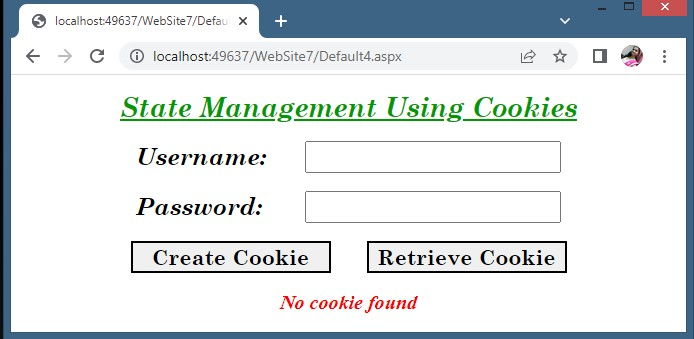 localhost:49637/WebSite7/Defau
localhost:49637/WebSite7/Default4.aspx
State Management Using Cookies
Username:
Password:
Create Cookie Retrieve Cookie
No cookie found